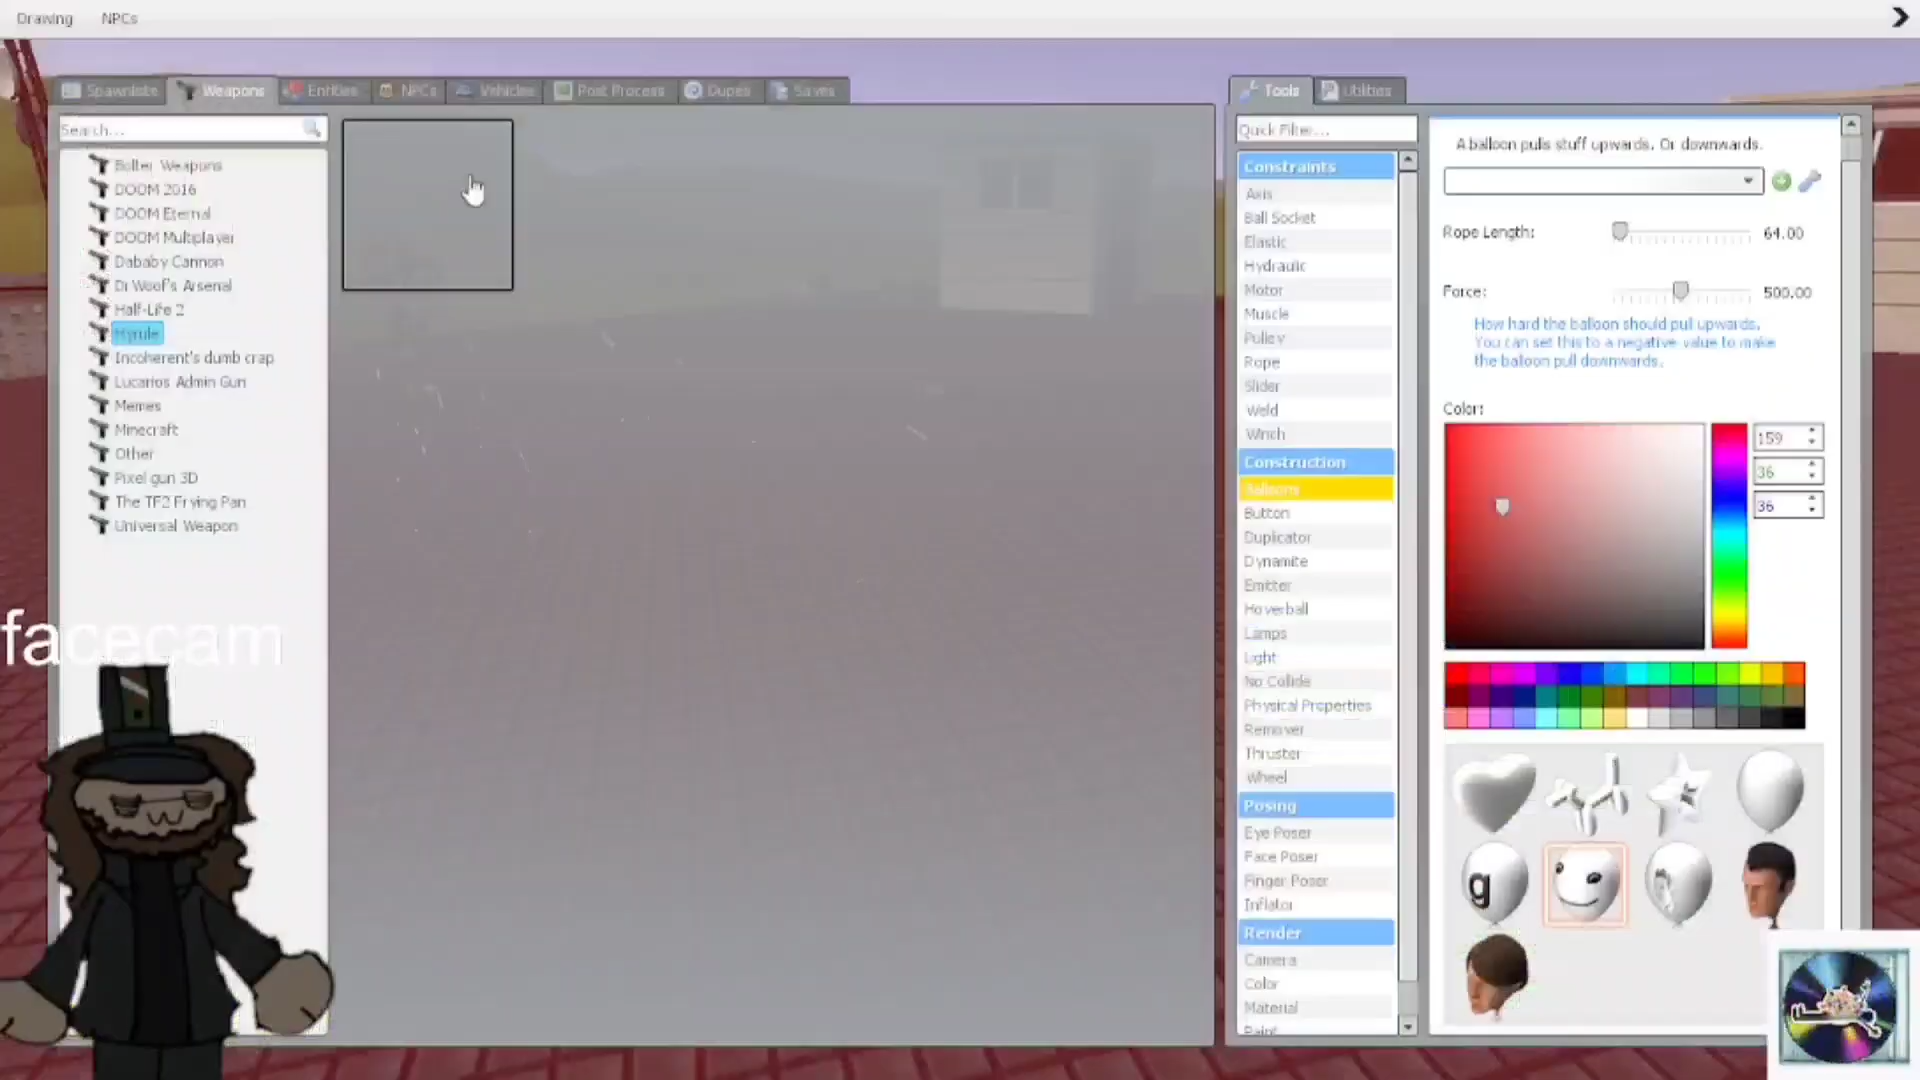 Drawing NPCs
Spawnlists Weapons Entities NPCs Vehicles Post Process Dupes Saves
Search...
Bolter Weapons
DOOM 2016
DOOM Eternal
DOOM Multiplayer
Dababy Cannon
Dr Woof's Arsenal
Half-Life 2
Hyrule
Incoherent's dumb crap
Lucarios Admin Gun
Memes
Minecraft
Other
Pixel gun 3D
The TF2 Frying Pan
Universal Weapon
facecam
Tools Utilities
Quick Filter...
Constraints
Axis
Ball Socket
Elastic
Hydraulic
Motor
Muscle
Pulley
Rope
Slider
Weld
Winch
Construction
Balloons
Button
Duplicator
Dynamite
Emitter
Hoverball
Lamps
Light
No Collide
Physical Properties
Remover
Thruster
Wheel
Posing
Eye Poser
Face Poser
Finger Poser
Inflator
Render
Camera
Color
Material
Paint
A balloon pulls stuff upwards. Or downwards.
Rope Length: 64.00
Force: 500.00
How hard the balloon should pull upwards.
You can set this to a negative value to make
the balloon pull downwards.
Color:
159
36
36
g